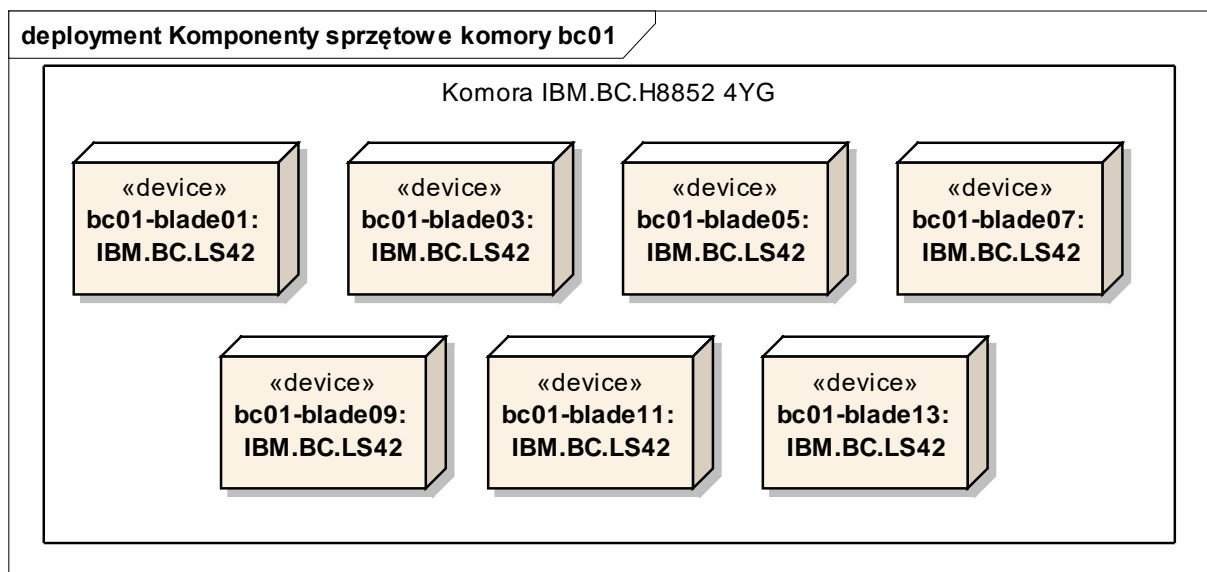 deployment Komponenty sprzętowe komory bc01
Komora IBM.BC.H8852 4YG
«device»
bc01-blade01:
IBM.BC.LS42
«device»
bc01-blade03:
IBM.BC.LS42
«device»
bc01-blade05:
IBM.BC.LS42
«device»
bc01-blade07:
IBM.BC.LS42
«device»
bc01-blade09:
IBM.BC.LS42
«device»
bc01-blade11:
IBM.BC.LS42
«device»
bc01-blade13:
IBM.BC.LS42